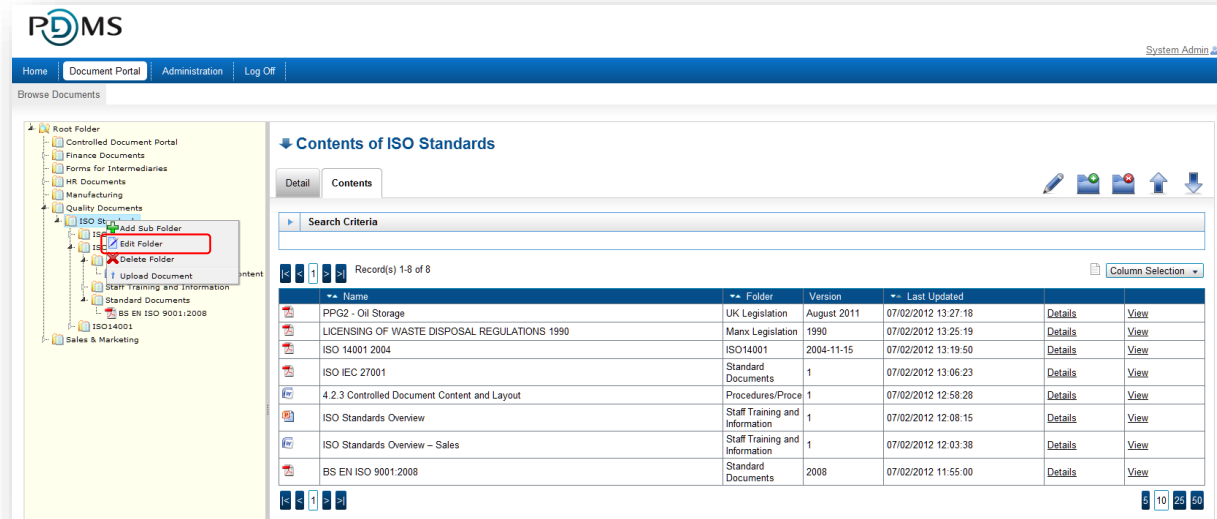 PDMS
System Admin
Home Document Portal Administration Log Off
Browse Documents
Root Folder
Controlled Document Portal
Finance Documents
Forms for Intermediaries
HR Documents
Manufacturing
Quality Documents
ISO
Add Sub Folder
Edit Folder
Delete Folder
Upload Document
Staff Training and Information
Standard Documents
BS EN ISO 9001:2008
ISO14001
Sales & Marketing
Contents of ISO Standards
Detail Contents
Search Criteria
|< < 1 > >| Record(s) 1-8 of 8 Column Selection
Name Folder Version Last Updated
PPG2 - Oil Storage UK Legislation August 2011 07/02/2012 13:27:18 Details View
LICENSING OF WASTE DISPOSAL REGULATIONS 1990 Manx Legislation 1990 07/02/2012 13:25:19 Details View
ISO 14001 2004 ISO14001 2004-11-15 07/02/2012 13:19:50 Details View
ISO IEC 27001 Standard Documents 1 07/02/2012 13:06:23 Details View
4.2.3 Controlled Document Content and Layout Procedures/Proce 1 07/02/2012 12:58:28 Details View
ISO Standards Overview Staff Training and Information 1 07/02/2012 12:08:15 Details View
ISO Standards Overview – Sales Staff Training and Information 1 07/02/2012 12:03:38 Details View
BS EN ISO 9001:2008 Standard Documents 2008 07/02/2012 11:55:00 Details View
|< < 1 > >| 5 10 25 50